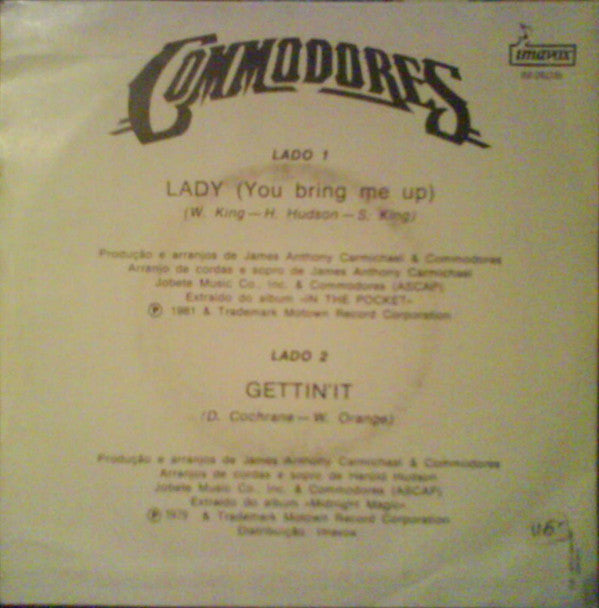 COMMODORES
imavox
LADO 1
LADY (You bring me up)
(W. King — H. Hudson — S. King)
Produção e arranjos de James Anthony Carmichael & Commodores
Arranjo de cordas e sopro de James Anthony Carmichael
Jobete Music Co., Inc. & Commodores (ASCAP)
Extraído do album «IN THE POCKET»
Ⓟ 1981 & Trademark Motown Record Corporation
LADO 2
GETTIN'IT
(D. Cochrane — W. Orange)
Produção e arranjos de James Anthony Carmichael & Commodores
Arranjos de cordas e sopro de Harold Hudson
Jobete Music Co., Inc. & Commodores (ASCAP)
Extraído do album «Midnight Magic»
Ⓟ 1979 & Trademark Motown Record Corporation
Distribuição Imavox